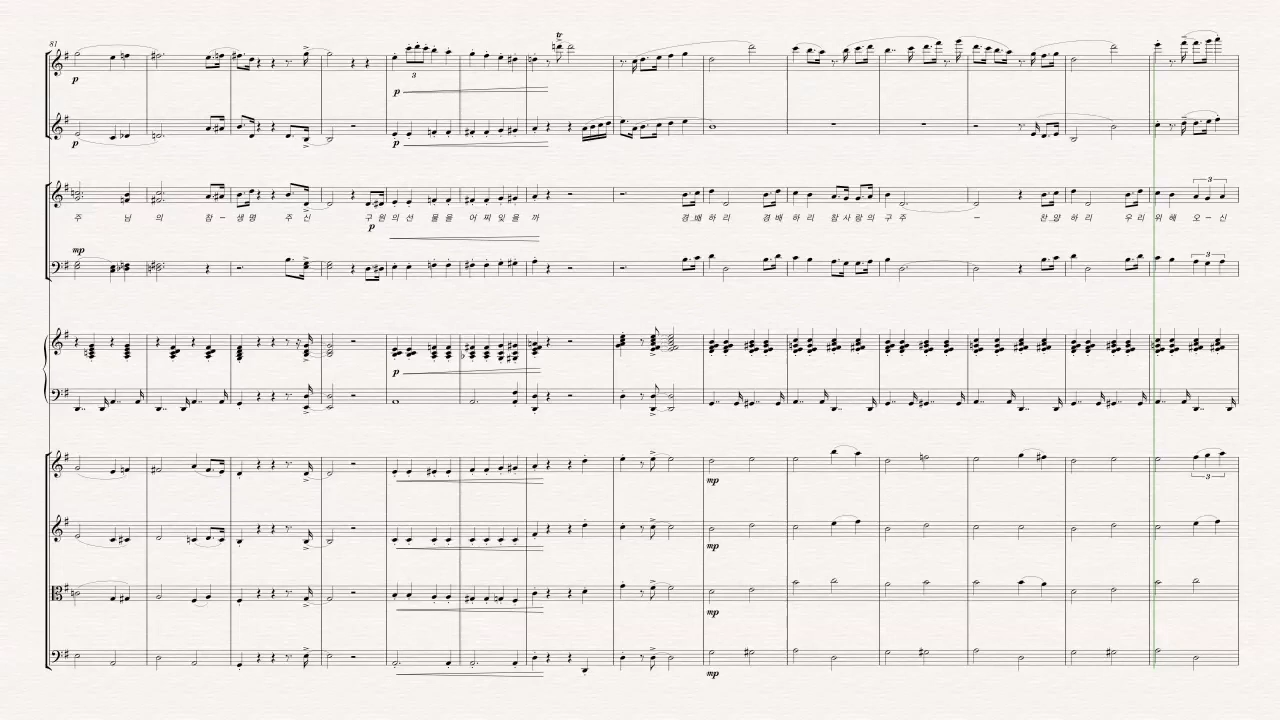 81
tr
3
p
p
p
p
3
주 님 의 참 – 생명 주 신 구원의선 물을 어찌잊을까 경배하리 경배하리 참사랑의구주 – 찬양하리 우리위해 오–신
p
mp
3
p
mp
3
mp
mp
mp